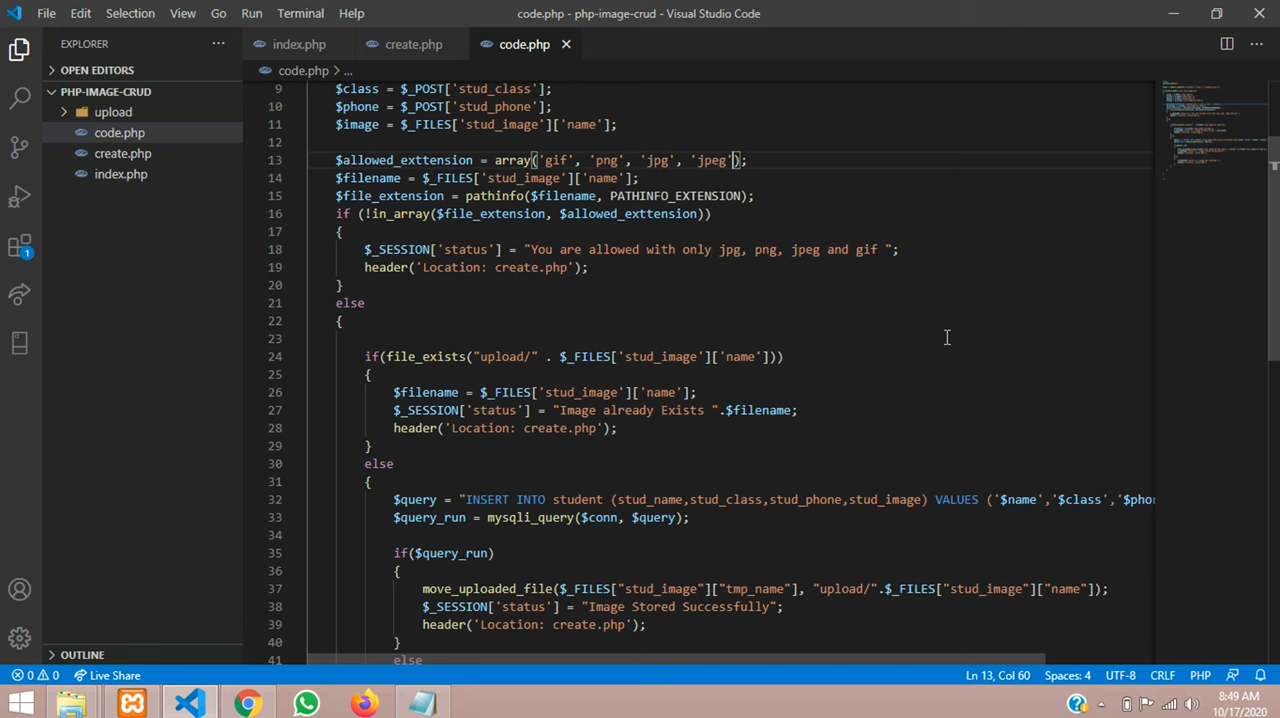 File Edit Selection View Go Run Terminal Help code.php - php-image-crud - Visual Studio Code
EXPLORER ... index.php create.php code.php
OPEN EDITORS code.php > ...
PHP-IMAGE-CRUD
upload
code.php
create.php
index.php
9 $class = $_POST['stud_class'];
10 $phone = $_POST['stud_phone'];
11 $image = $_FILES['stud_image']['name'];
12
13 $allowed_exttension = array('gif', 'png', 'jpg', 'jpeg');
14 $filename = $_FILES['stud_image']['name'];
15 $file_extension = pathinfo($filename, PATHINFO_EXTENSION);
16 if (!in_array($file_extension, $allowed_exttension))
17 {
18 $_SESSION['status'] = "You are allowed with only jpg, png, jpeg and gif ";
19 header('Location: create.php');
20 }
21 else
22 {
23
24 if(file_exists("upload/" . $_FILES['stud_image']['name']))
25 {
26 $filename = $_FILES['stud_image']['name'];
27 $_SESSION['status'] = "Image already Exists ".$filename;
28 header('Location: create.php');
29 }
30 else
31 {
32 $query = "INSERT INTO student (stud_name,stud_class,stud_phone,stud_image) VALUES ('$name','$class','$phon
33 $query_run = mysqli_query($conn, $query);
34
35 if($query_run)
36 {
37 move_uploaded_file($_FILES["stud_image"]["tmp_name"], "upload/".$_FILES["stud_image"]["name"]);
38 $_SESSION['status'] = "Image Stored Successfully";
39 header('Location: create.php');
40 }
41 else
OUTLINE
0 0 Live Share Ln 13, Col 60 Spaces: 4 UTF-8 CRLF PHP
8:49 AM
10/17/2020
1